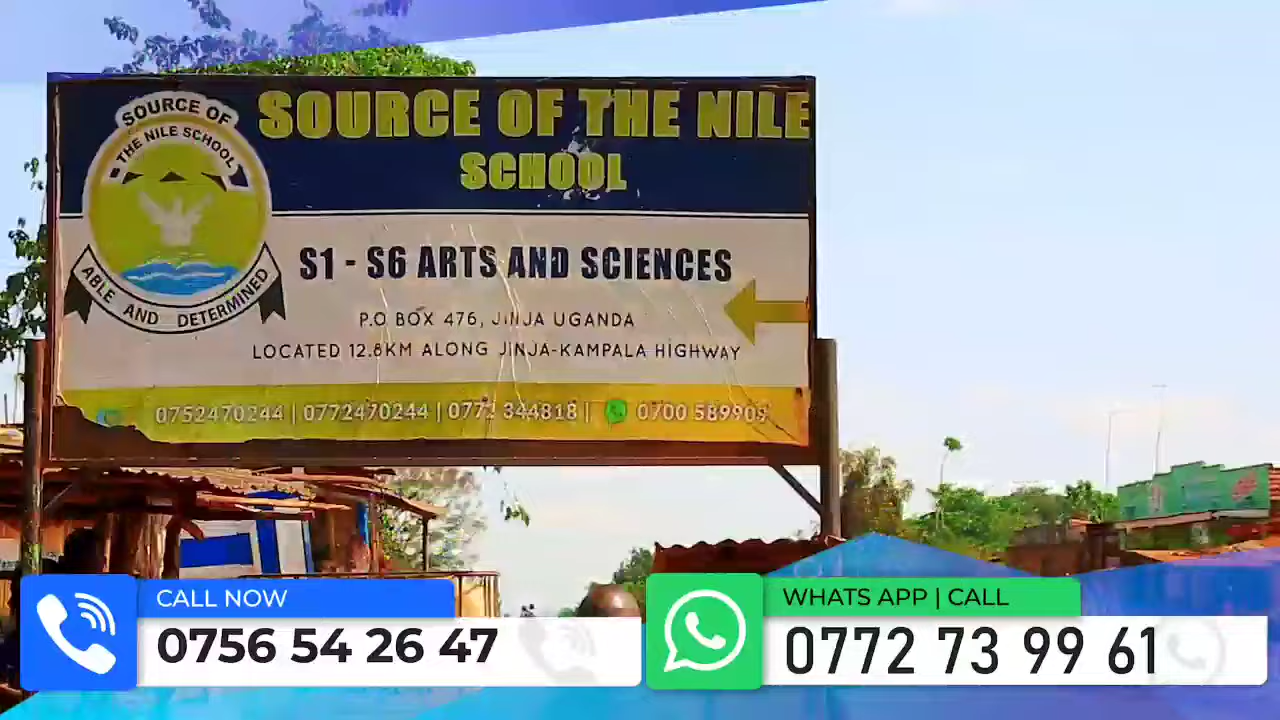 SOURCE OF
THE NILE SCHOOL
ABLE AND DETERMINED
SOURCE OF THE NILE
SCHOOL
S1 - S6 ARTS AND SCIENCES
P.O BOX 476, JINJA UGANDA
LOCATED 12.8KM ALONG JINJA-KAMPALA HIGHWAY
0752470244 | 0772470244 | 0772 344818 | 0700 589909
CALL NOW
0756 54 26 47
WHATS APP | CALL
0772 73 99 61